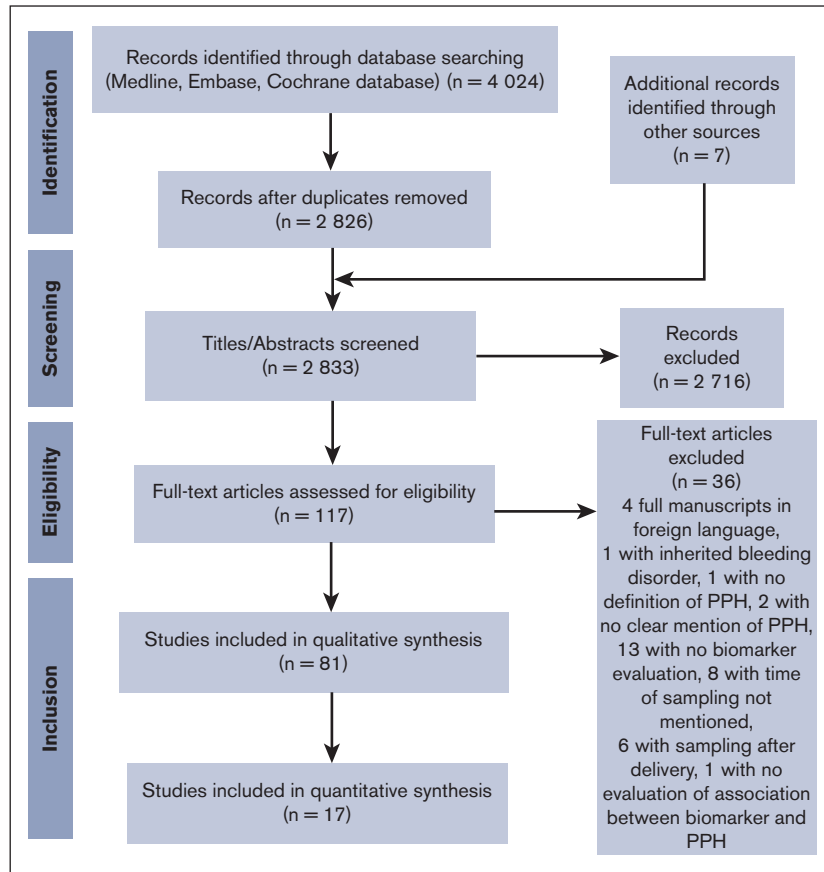 Identification
Records identified through database searching
(Medline, Embase, Cochrane database) (n = 4 024)
Additional records
identified through
other sources
(n = 7)
Records after duplicates removed
(n = 2 826)
Screening
Titles/Abstracts screened
(n = 2 833)
Records
excluded
(n = 2 716)
Eligibility
Full-text articles assessed for eligibility
(n = 117)
Full-text articles
excluded
(n = 36)
4 full manuscripts in
foreign language,
1 with inherited bleeding
disorder, 1 with no
definition of PPH, 2 with
no clear mention of PPH,
13 with no biomarker
evaluation, 8 with time
of sampling not
mentioned,
6 with sampling after
delivery, 1 with no
evaluation of association
between biomarker and
PPH
Inclusion
Studies included in qualitative synthesis
(n = 81)
Studies included in quantitative synthesis
(n = 17)